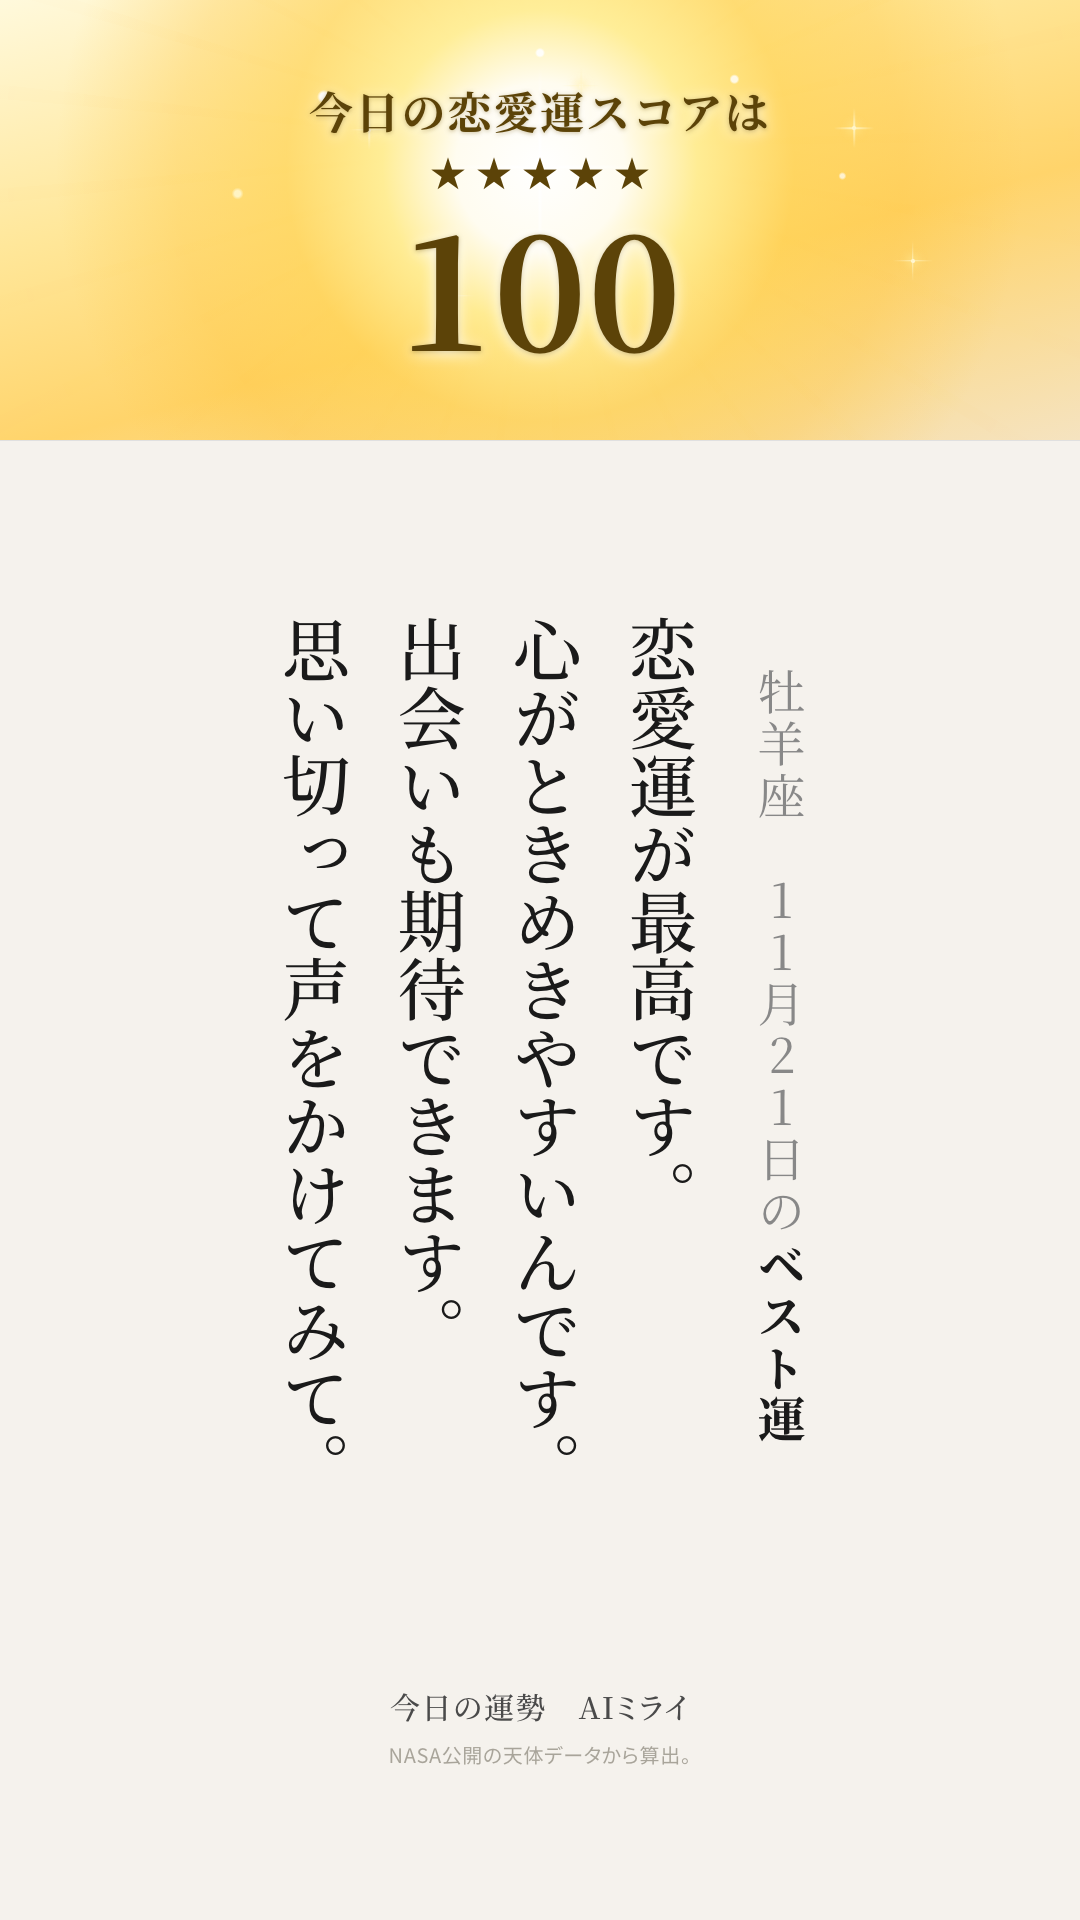 今日の恋愛運スコアは
★★★★★
100
牡羊座　11月21日のベスト運
恋愛運が最高です。
心がときめきやすいんです。
出会いも期待できます。
思い切って声をかけてみて。
今日の運勢　AIミライ
NASA公開の天体データから算出。